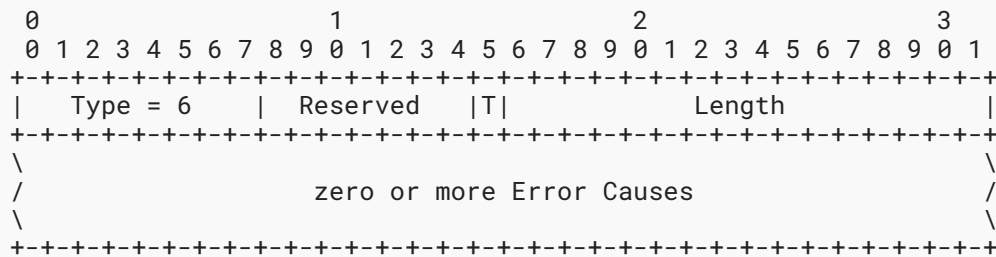 0                   1                   2                   3
 0 1 2 3 4 5 6 7 8 9 0 1 2 3 4 5 6 7 8 9 0 1 2 3 4 5 6 7 8 9 0 1
+-+-+-+-+-+-+-+-+-+-+-+-+-+-+-+-+-+-+-+-+-+-+-+-+-+-+-+-+-+-+-+-+
|   Type = 6    |  Reserved   |T|            Length             |
+-+-+-+-+-+-+-+-+-+-+-+-+-+-+-+-+-+-+-+-+-+-+-+-+-+-+-+-+-+-+-+-+
\                                                               \
/                   zero or more Error Causes                   /
\                                                               \
+-+-+-+-+-+-+-+-+-+-+-+-+-+-+-+-+-+-+-+-+-+-+-+-+-+-+-+-+-+-+-+-+